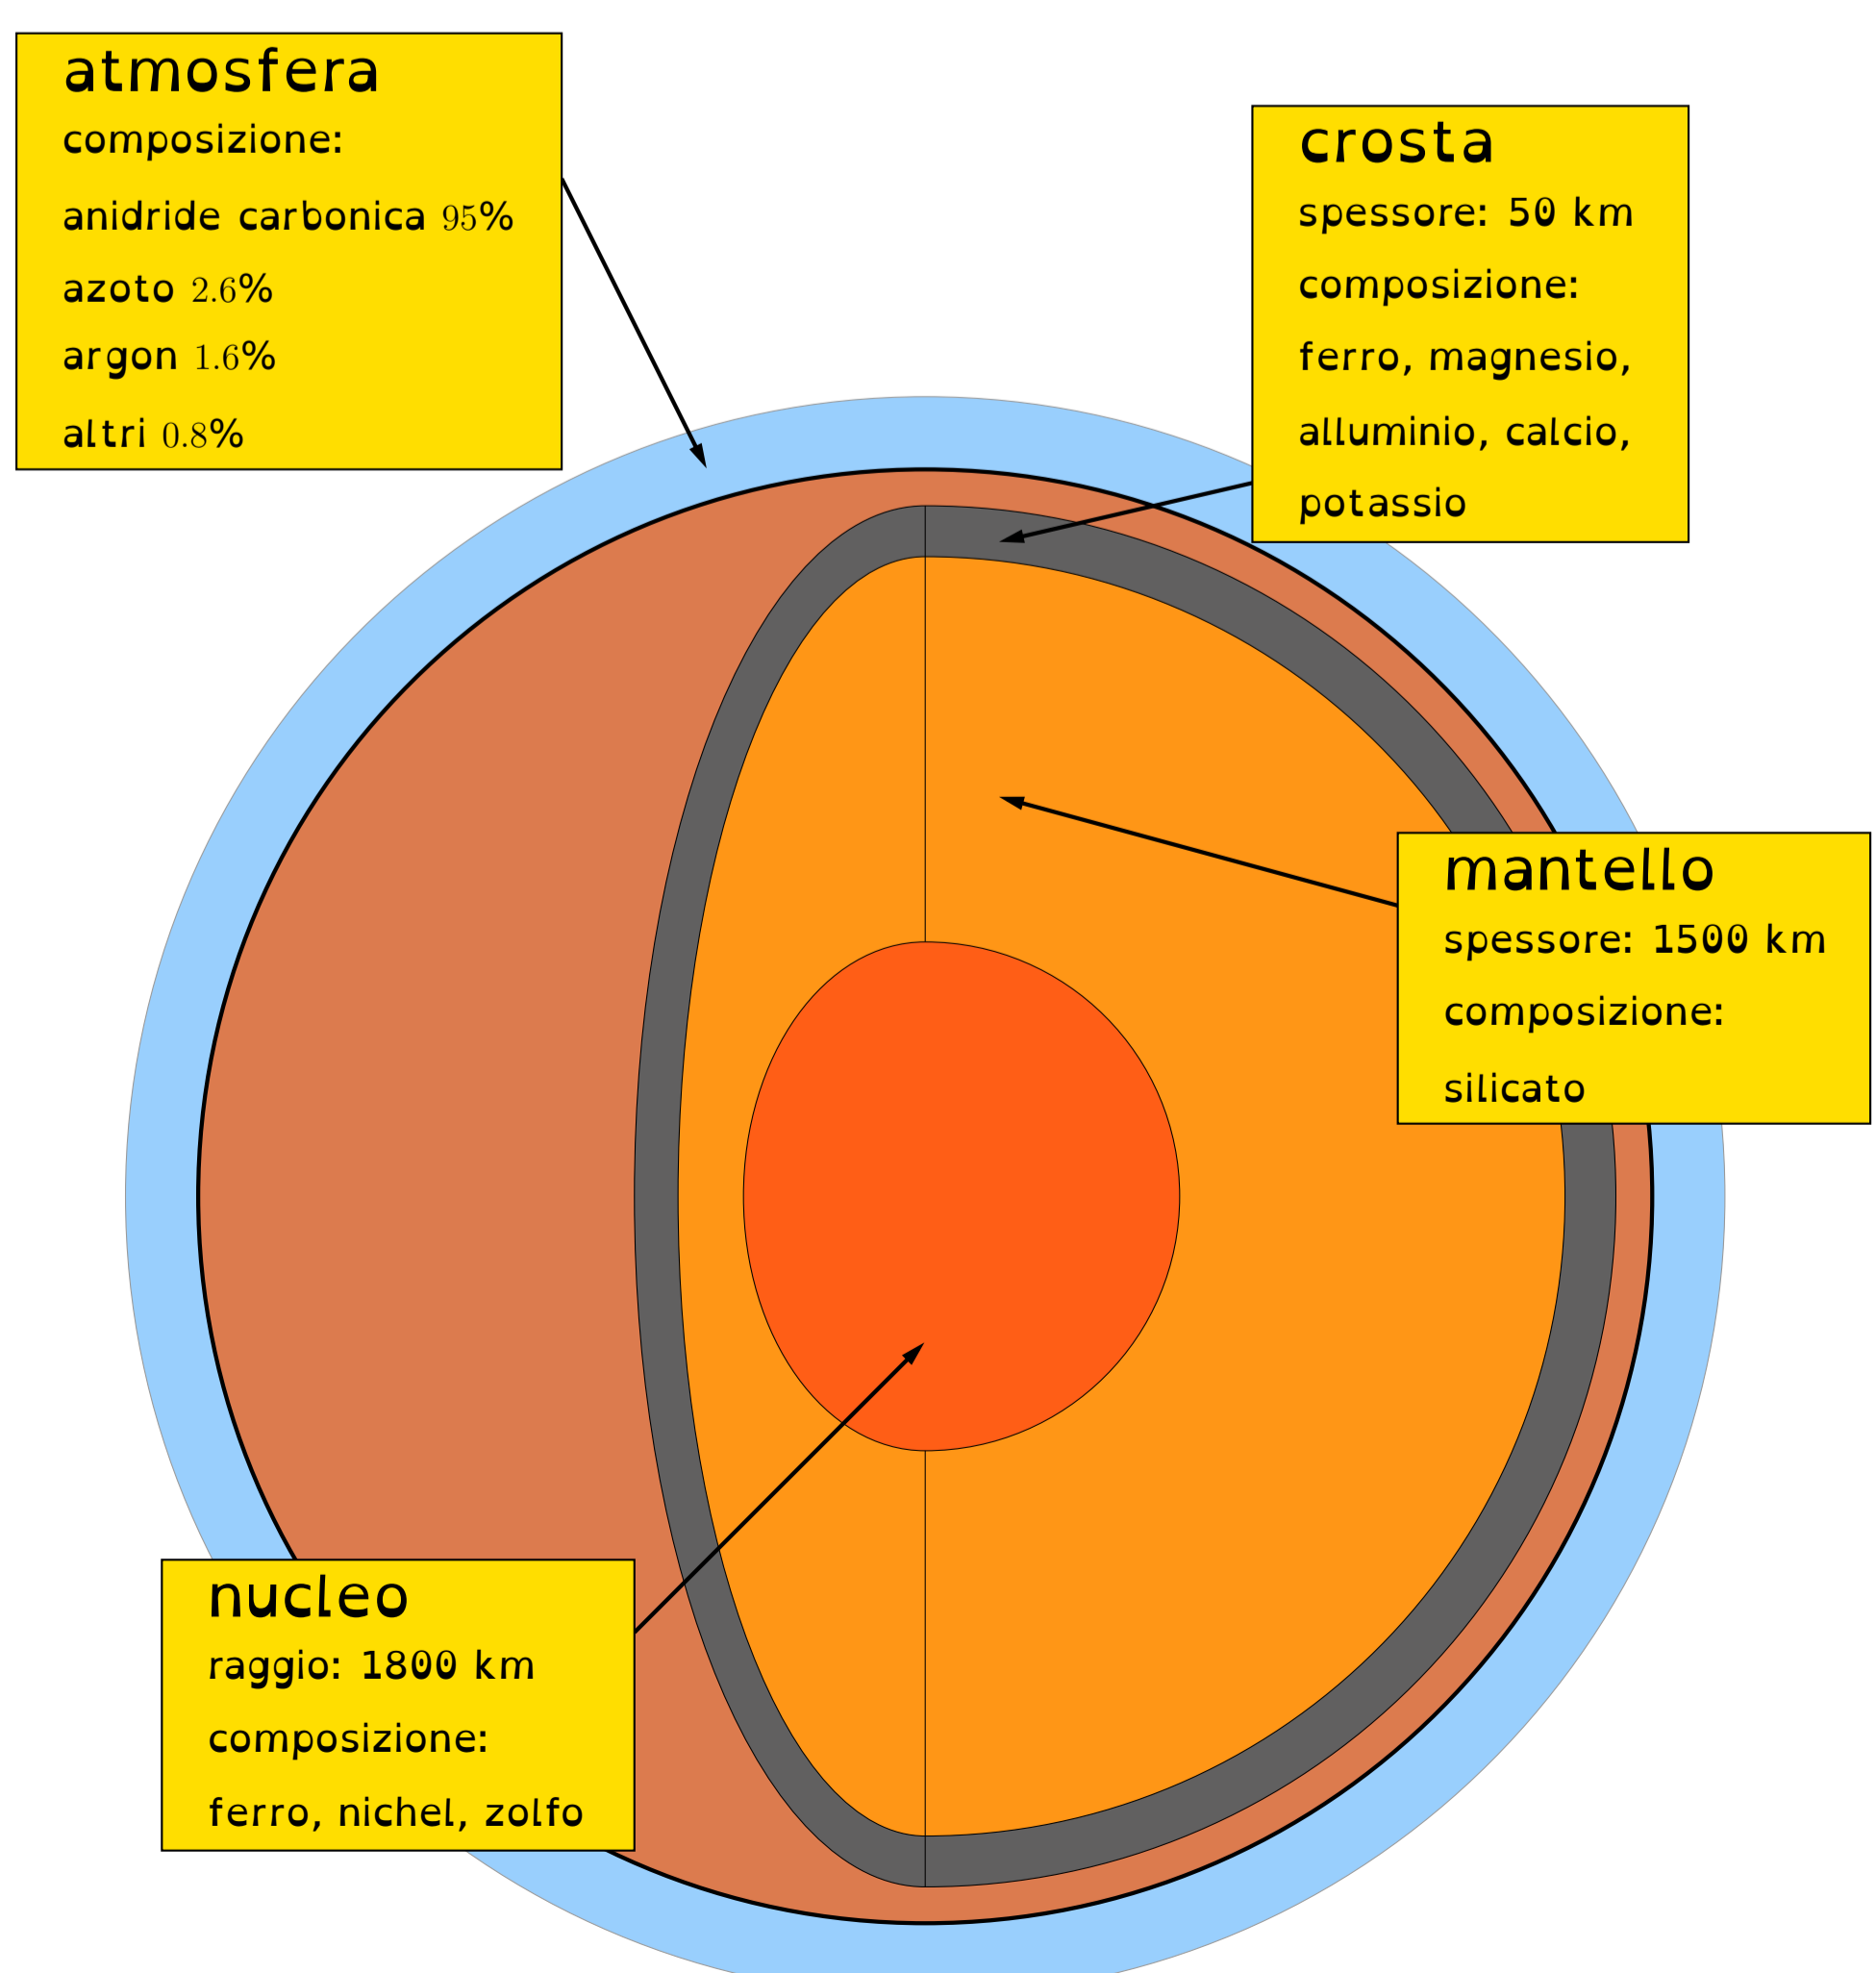 atmosfera
composizione:
anidride carbonica 95%
azoto 2.6%
argon 1.6%
altri 0.8%
crosta
spessore: 50 km
composizione:
ferro, magnesio,
alluminio, calcio,
potassio
mantello
spessore: 1500 km
composizione:
silicato
nucleo
raggio: 1800 km
composizione:
ferro, nichel, zolfo